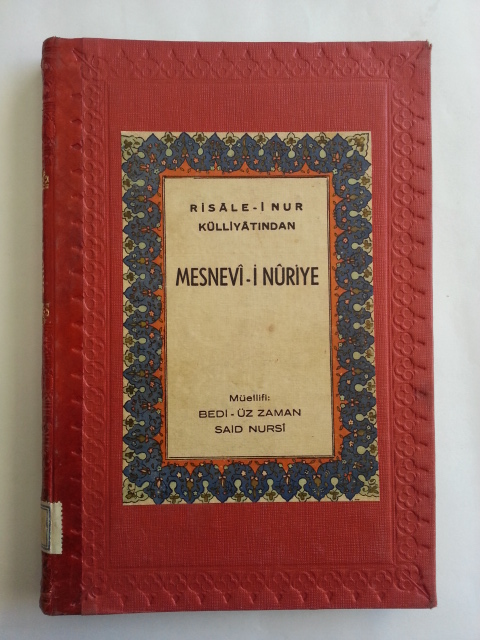 RİSÂLE-İ NUR
KÜLLİYÂTINDAN
MESNEVÎ-İ NÛRİYE
Müellifi:
BEDİ-ÜZ ZAMAN
SAİD NURSÎ